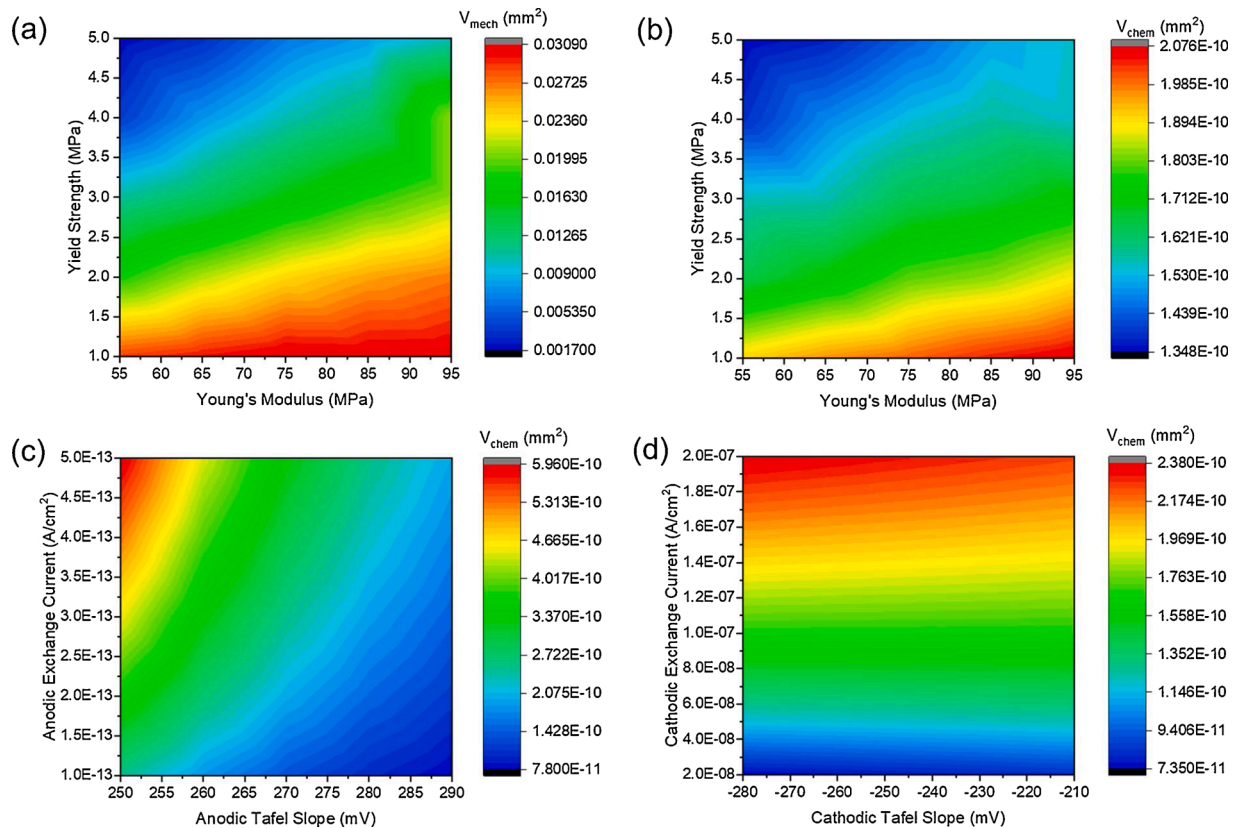 (a)
V_mech (mm²)
5.0
4.5
4.0
3.5
3.0
2.5
2.0
1.5
1.0
Yield Strength (MPa)
55 60 65 70 75 80 85 90 95
Young's Modulus (MPa)
0.03090
0.02725
0.02360
0.01995
0.01630
0.01265
0.009000
0.005350
0.001700
(b)
V_chem (mm²)
5.0
4.5
4.0
3.5
3.0
2.5
2.0
1.5
1.0
Yield Strength (MPa)
55 60 65 70 75 80 85 90 95
Young's Modulus (MPa)
2.076E-10
1.985E-10
1.894E-10
1.803E-10
1.712E-10
1.621E-10
1.530E-10
1.439E-10
1.348E-10
(c)
V_chem (mm²)
5.0E-13
4.5E-13
4.0E-13
3.5E-13
3.0E-13
2.5E-13
2.0E-13
1.5E-13
1.0E-13
Anodic Exchange Current (A/cm²)
250 255 260 265 270 275 280 285 290
Anodic Tafel Slope (mV)
5.960E-10
5.313E-10
4.665E-10
4.017E-10
3.370E-10
2.722E-10
2.075E-10
1.428E-10
7.800E-11
(d)
V_chem (mm²)
2.0E-07
1.8E-07
1.6E-07
1.4E-07
1.2E-07
1.0E-07
8.0E-08
6.0E-08
4.0E-08
2.0E-08
Cathodic Exchange Current (A/cm²)
-280 -270 -260 -250 -240 -230 -220 -210
Cathodic Tafel Slope (mV)
2.380E-10
2.174E-10
1.969E-10
1.763E-10
1.558E-10
1.352E-10
1.146E-10
9.406E-11
7.350E-11